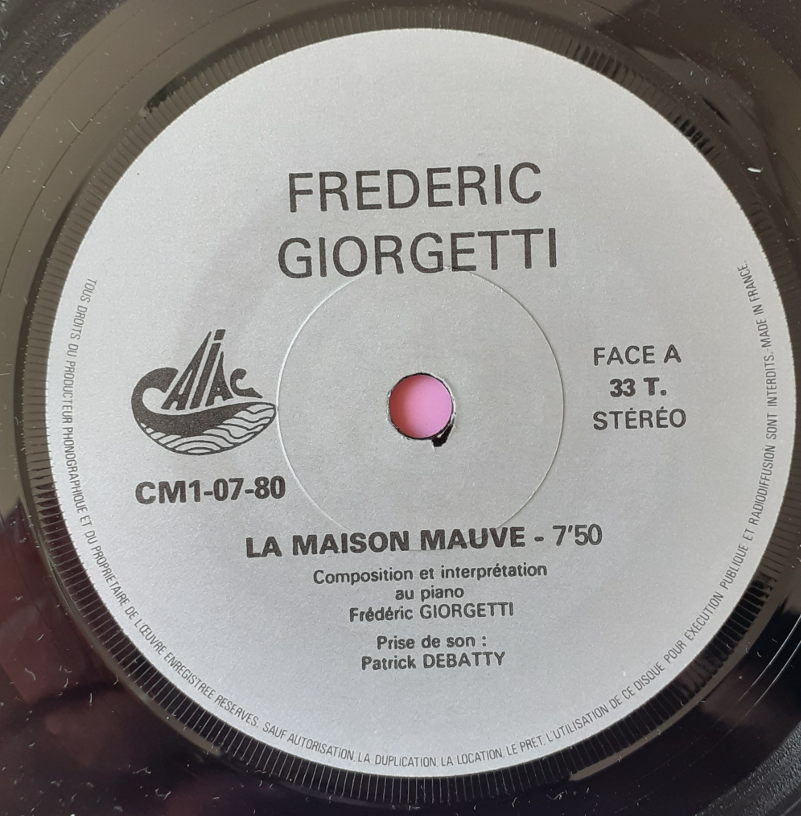 FREDERIC
GIORGETTI
CAIAC
CM1-07-80
FACE A
33 T.
STÉRÉO
LA MAISON MAUVE - 7'50
Composition et interprétation
au piano
Frédéric GIORGETTI
Prise de son :
Patrick DEBATTY
TOUS DROITS DU PRODUCTEUR PHONOGRAPHIQUE ET DU PROPRIETAIRE DE L'ŒUVRE ENREGISTREE RESERVES. SAUF AUTORISATION, LA DUPLICATION, LA LOCATION, LE PRET, L'UTILISATION DE CE DISQUE POUR EXECUTION PUBLIQUE ET RADIODIFFUSION SONT INTERDITS. MADE IN FRANCE.